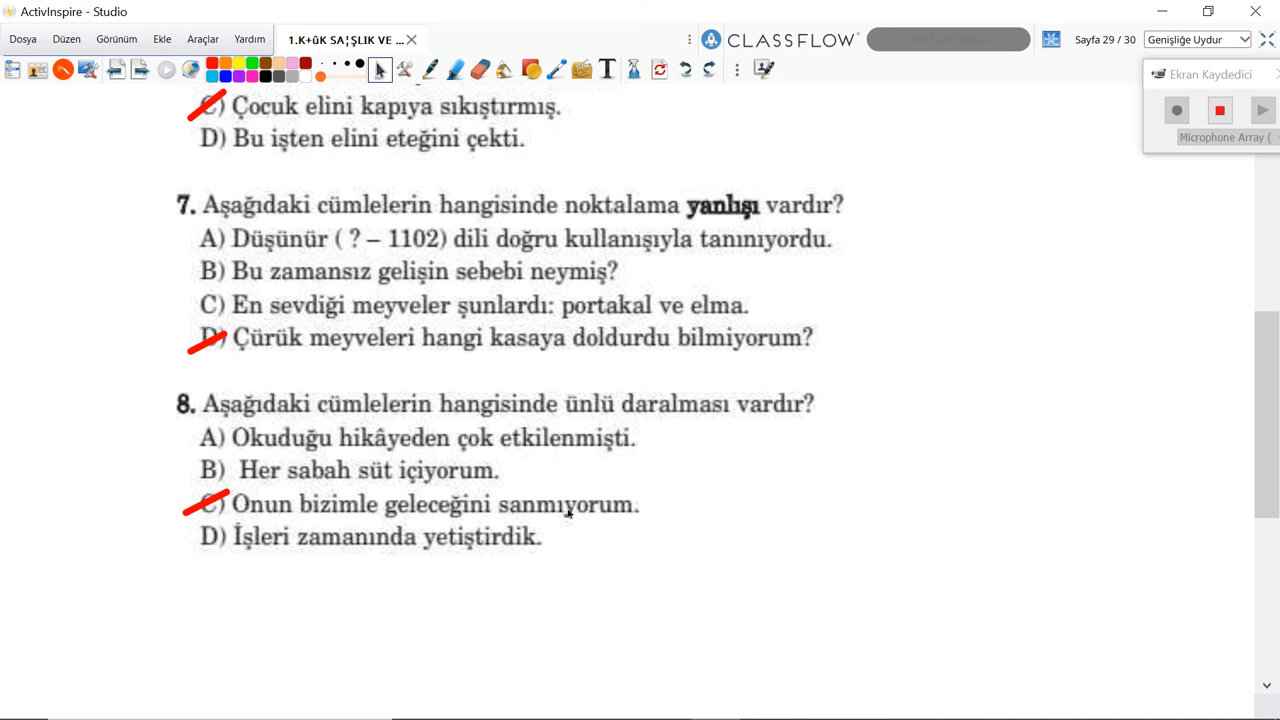 ActivInspire - Studio
Dosya Düzen Görünüm Ekle Araçlar Yardım 1.K+ûK SA¦ŞLIK VE ... CLASSFLOW Sayfa 29 / 30 Genişliğe Uydur
Ekran Kaydedici
Microphone Array (
C) Çocuk elini kapıya sıkıştırmış.
D) Bu işten elini eteğini çekti.
7. Aşağıdaki cümlelerin hangisinde noktalama yanlışı vardır?
A) Düşünür ( ? – 1102) dili doğru kullanışıyla tanınıyordu.
B) Bu zamansız gelişin sebebi neymiş?
C) En sevdiği meyveler şunlardı: portakal ve elma.
D) Çürük meyveleri hangi kasaya doldurdu bilmiyorum?
8. Aşağıdaki cümlelerin hangisinde ünlü daralması vardır?
A) Okuduğu hikâyeden çok etkilenmişti.
B) Her sabah süt içiyorum.
C) Onun bizimle geleceğini sanmıyorum.
D) İşleri zamanında yetiştirdik.